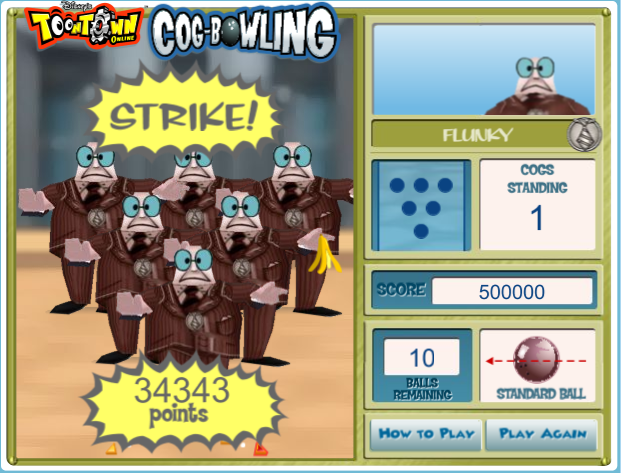 Disney's
TOONTOWN
ONLINE
COG-BOWLING
STRIKE!
34343
points
FLUNKY
COGS
STANDING
1
SCORE 500000
10
BALLS
REMAINING
STANDARD BALL
HOW TO PLAY
PLAY AGAIN